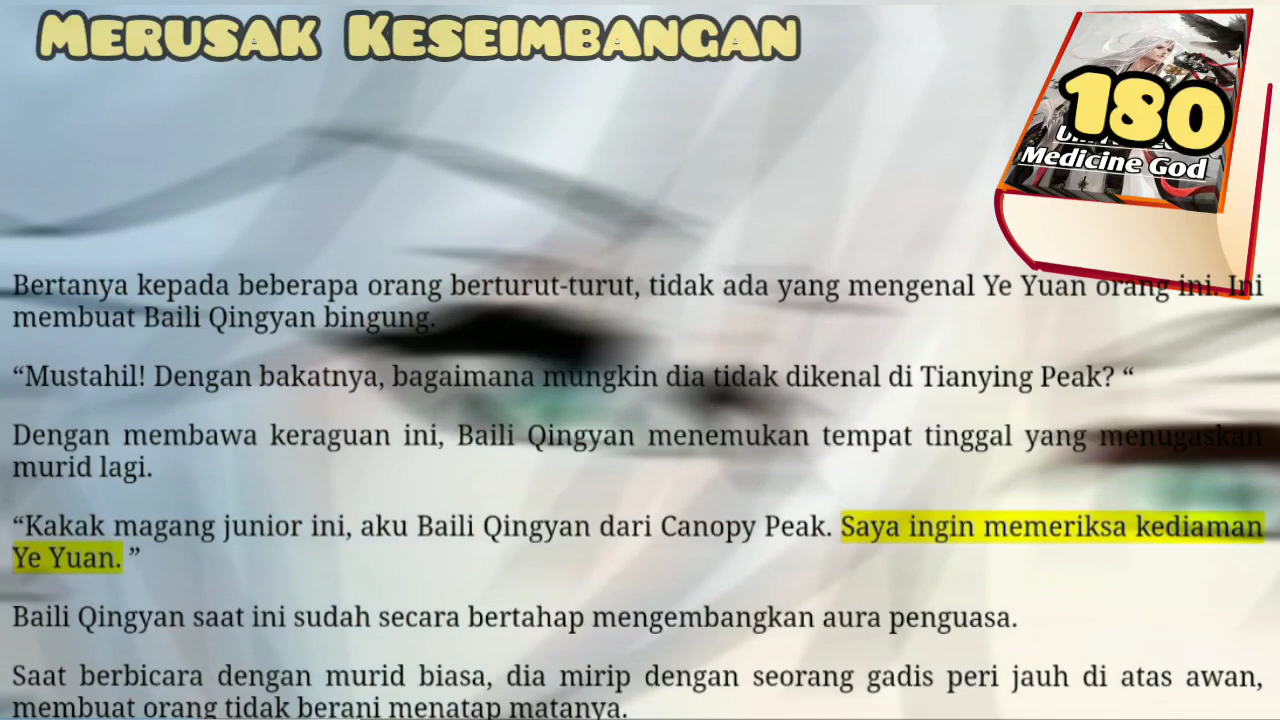 Merusak Keseimbangan
180
Medicine God
Bertanya kepada beberapa orang berturut-turut, tidak ada yang mengenal Ye Yuan orang ini. Ini
membuat Baili Qingyan bingung.
“Mustahil! Dengan bakatnya, bagaimana mungkin dia tidak dikenal di Tianying Peak? “
Dengan membawa keraguan ini, Baili Qingyan menemukan tempat tinggal yang menugaskan
murid lagi.
“Kakak magang junior ini, aku Baili Qingyan dari Canopy Peak. Saya ingin memeriksa kediaman
Ye Yuan. ”
Baili Qingyan saat ini sudah secara bertahap mengembangkan aura penguasa.
Saat berbicara dengan murid biasa, dia mirip dengan seorang gadis peri jauh di atas awan,
membuat orang tidak berani menatap matanya.